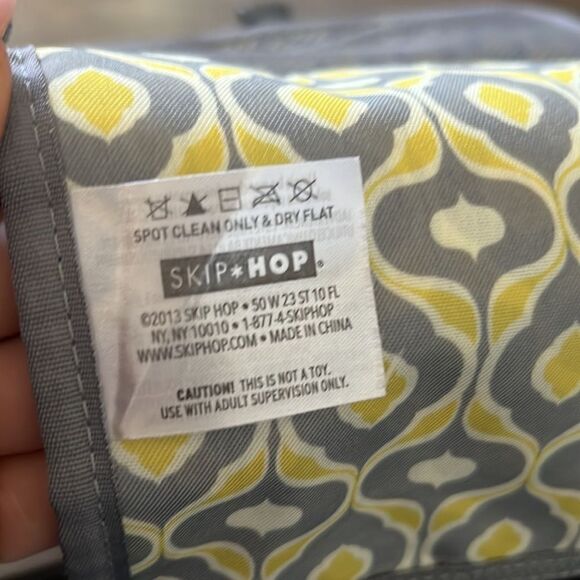 SPOT CLEAN ONLY & DRY FLAT
SKIP*HOP®
©2013 SKIP HOP • 50 W 23 ST 10 FL
NY, NY 10010 • 1-877-4-SKIPHOP
WWW.SKIPHOP.COM • MADE IN CHINA
CAUTION! THIS IS NOT A TOY.
USE WITH ADULT SUPERVISION ONLY.